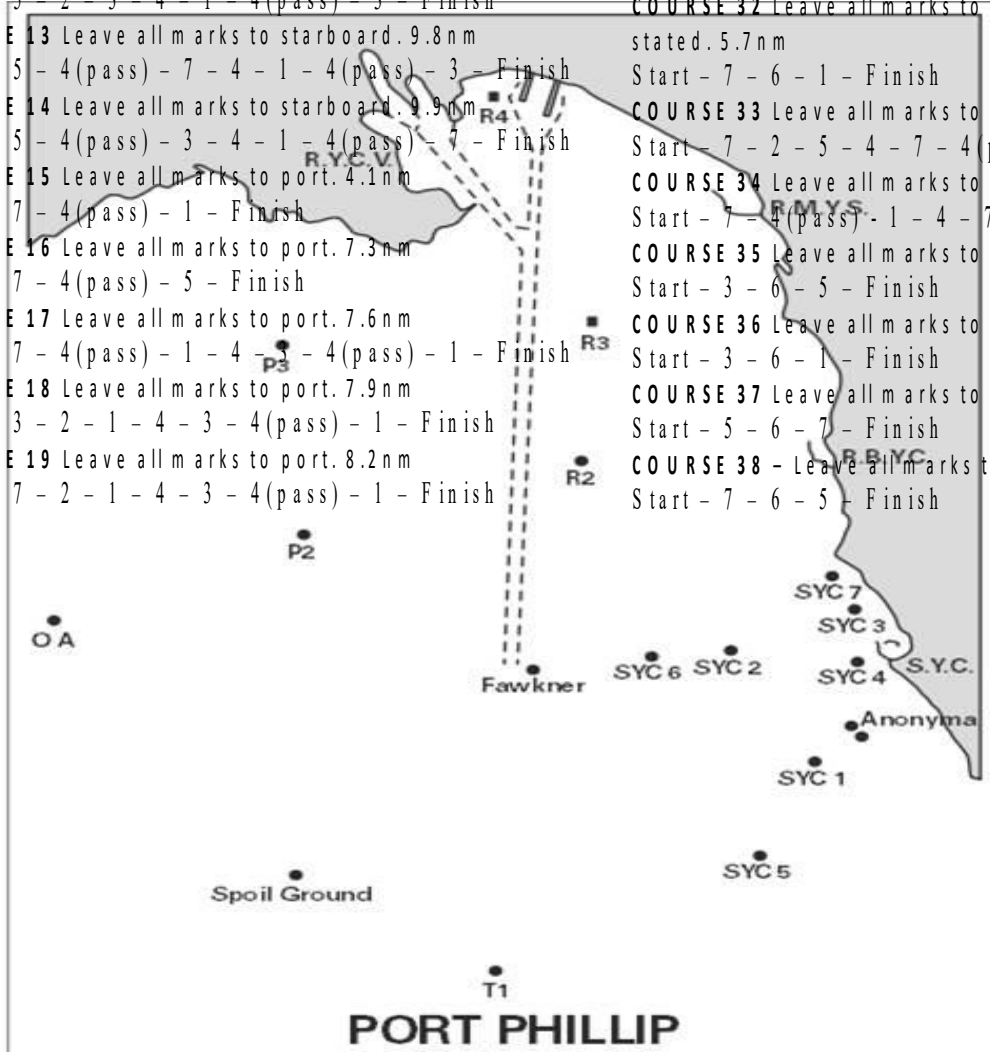 5 - 2 - 3 - 4 - 1 - 4(pass) - 3 - Finish
E 13 Leave all marks to starboard. 9.8nm
5 - 4(pass) - 7 - 4 - 1 - 4(pass) - 3 - Finish
E 14 Leave all marks to starboard. 9.9nm
5 - 4(pass) - 3 - 4 - 1 - 4(pass) - 7 - Finish
E 15 Leave all marks to port. 4.1nm
7 - 4(pass) - 1 - Finish
E 16 Leave all marks to port. 7.3nm
7 - 4(pass) - 5 - Finish
E 17 Leave all marks to port. 7.6nm
7 - 4(pass) - 1 - 4 - 3 - 4(pass) - 1 - Finish
E 18 Leave all marks to port. 7.9nm
3 - 2 - 1 - 4 - 3 - 4(pass) - 1 - Finish
E 19 Leave all marks to port. 8.2nm
7 - 2 - 1 - 4 - 3 - 4(pass) - 1 - Finish
COURSE 32 Leave all marks to
stated. 5.7nm
Start - 7 - 6 - 1 - Finish
COURSE 33 Leave all marks to
Start - 7 - 2 - 5 - 4 - 7 - 4(p
COURSE 34 Leave all marks to
Start - 7 - 4(pass) - 1 - 4 - 7
COURSE 35 Leave all marks to
Start - 3 - 6 - 5 - Finish
COURSE 36 Leave all marks to
Start - 3 - 6 - 1 - Finish
COURSE 37 Leave all marks to
Start - 5 - 6 - 7 - Finish
COURSE 38 - Leave all marks t
Start - 7 - 6 - 5 - Finish
R4
R.Y.C.V.
R.M.Y.S.
R3
P3
R.B.Y.C.
R2
P2
SYC 7
SYC 3
O A
Fawkner
SYC 6
SYC 2
SYC 4
S.Y.C.
Anonyma
SYC 1
SYC 5
Spoil Ground
T1
PORT PHILLIP